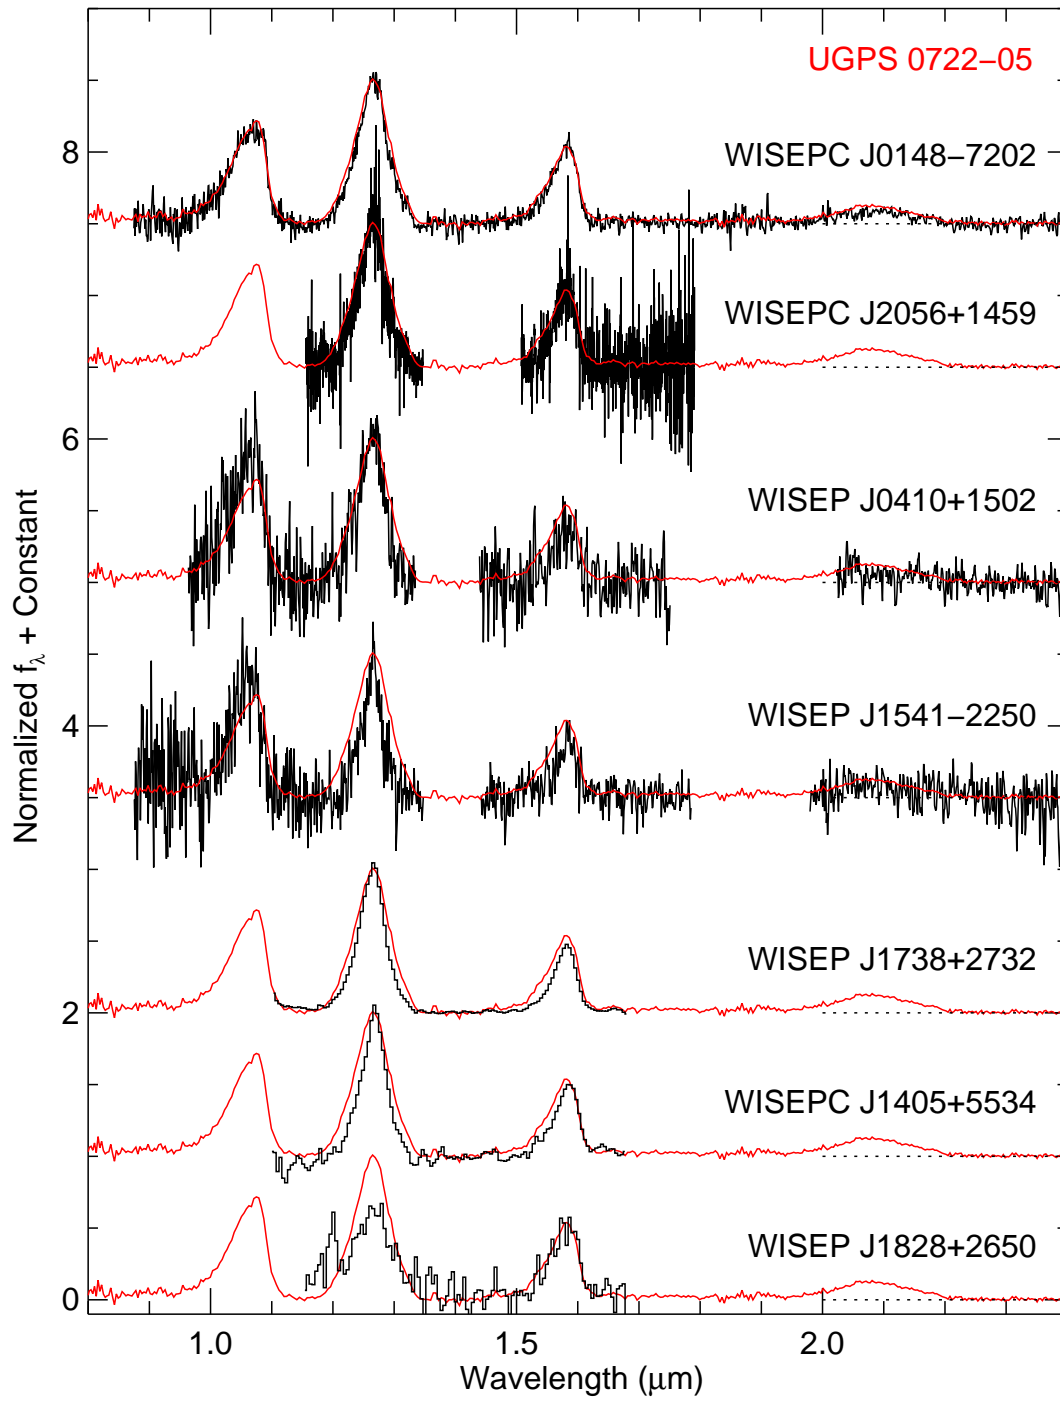 UGPS 0722−05
8
WISEPC J0148−7202
WISEPC J2056+1459
6
WISEP J0410+1502
4
WISEP J1541−2250
WISEP J1738+2732
2
WISEPC J1405+5534
WISEP J1828+2650
0
Normalized fλ + Constant
1.0 1.5 2.0
Wavelength (μm)